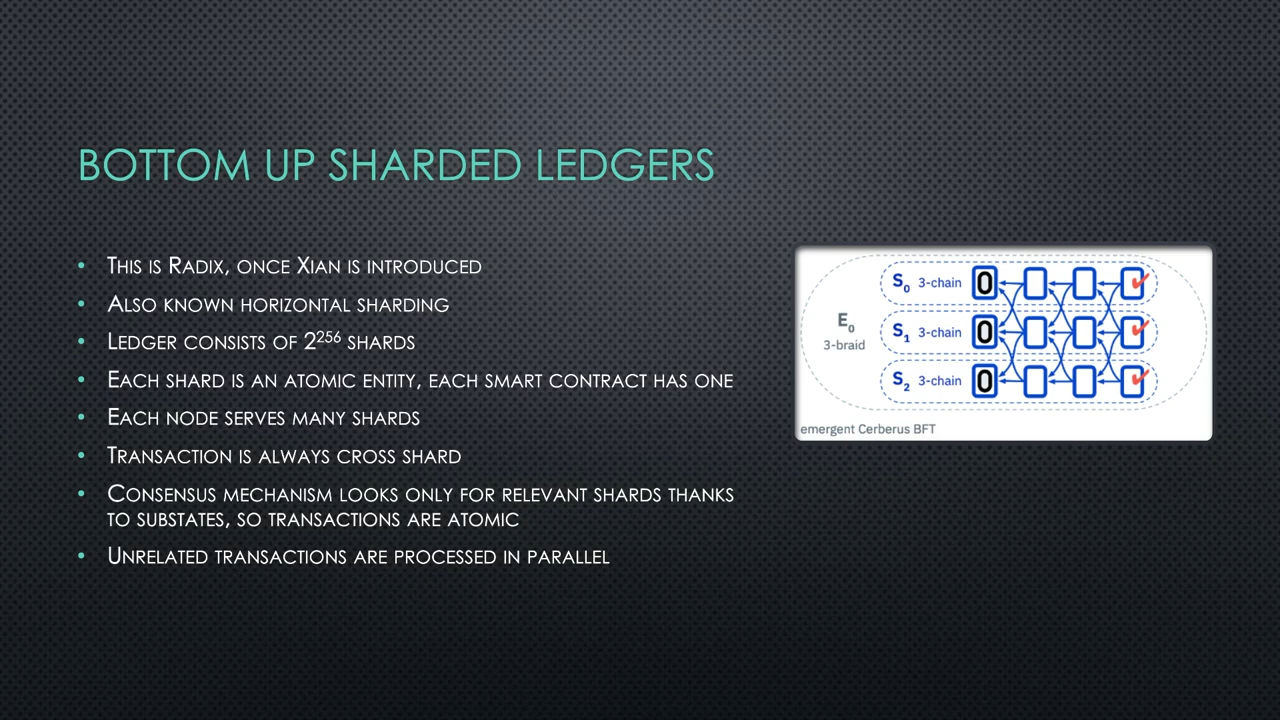 BOTTOM UP SHARDED LEDGERS
• THIS IS RADIX, ONCE XIAN IS INTRODUCED
• ALSO KNOWN HORIZONTAL SHARDING
• LEDGER CONSISTS OF 2²⁵⁶ SHARDS
• EACH SHARD IS AN ATOMIC ENTITY, EACH SMART CONTRACT HAS ONE
• EACH NODE SERVES MANY SHARDS
• TRANSACTION IS ALWAYS CROSS SHARD
• CONSENSUS MECHANISM LOOKS ONLY FOR RELEVANT SHARDS THANKS
TO SUBSTATES, SO TRANSACTIONS ARE ATOMIC
• UNRELATED TRANSACTIONS ARE PROCESSED IN PARALLEL
E₀
3-braid
S₀ 3-chain 0
S₁ 3-chain 0
S₂ 3-chain 0
emergent Cerberus BFT